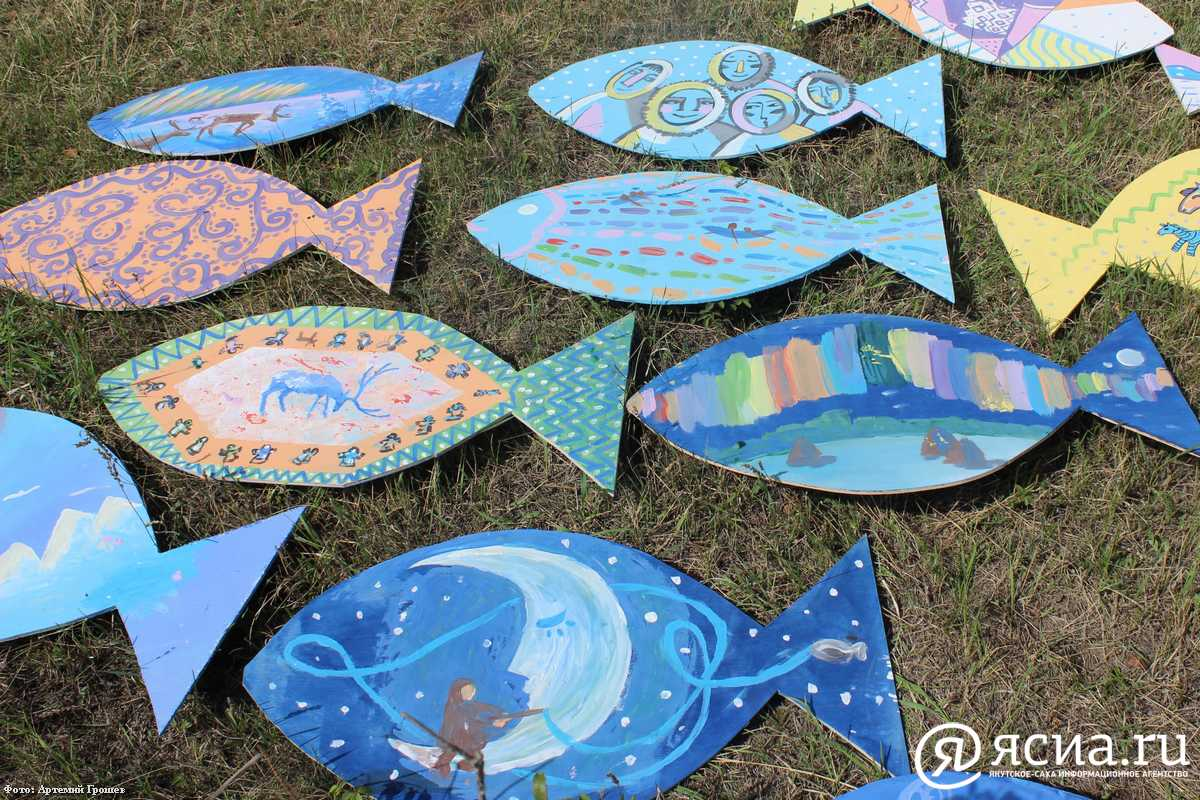 ЯСИА.ru
ЯКУТСКОЕ-САХА ИНФОРМАЦИОННОЕ АГЕНТСТВО
Фото: Артемий Грошев